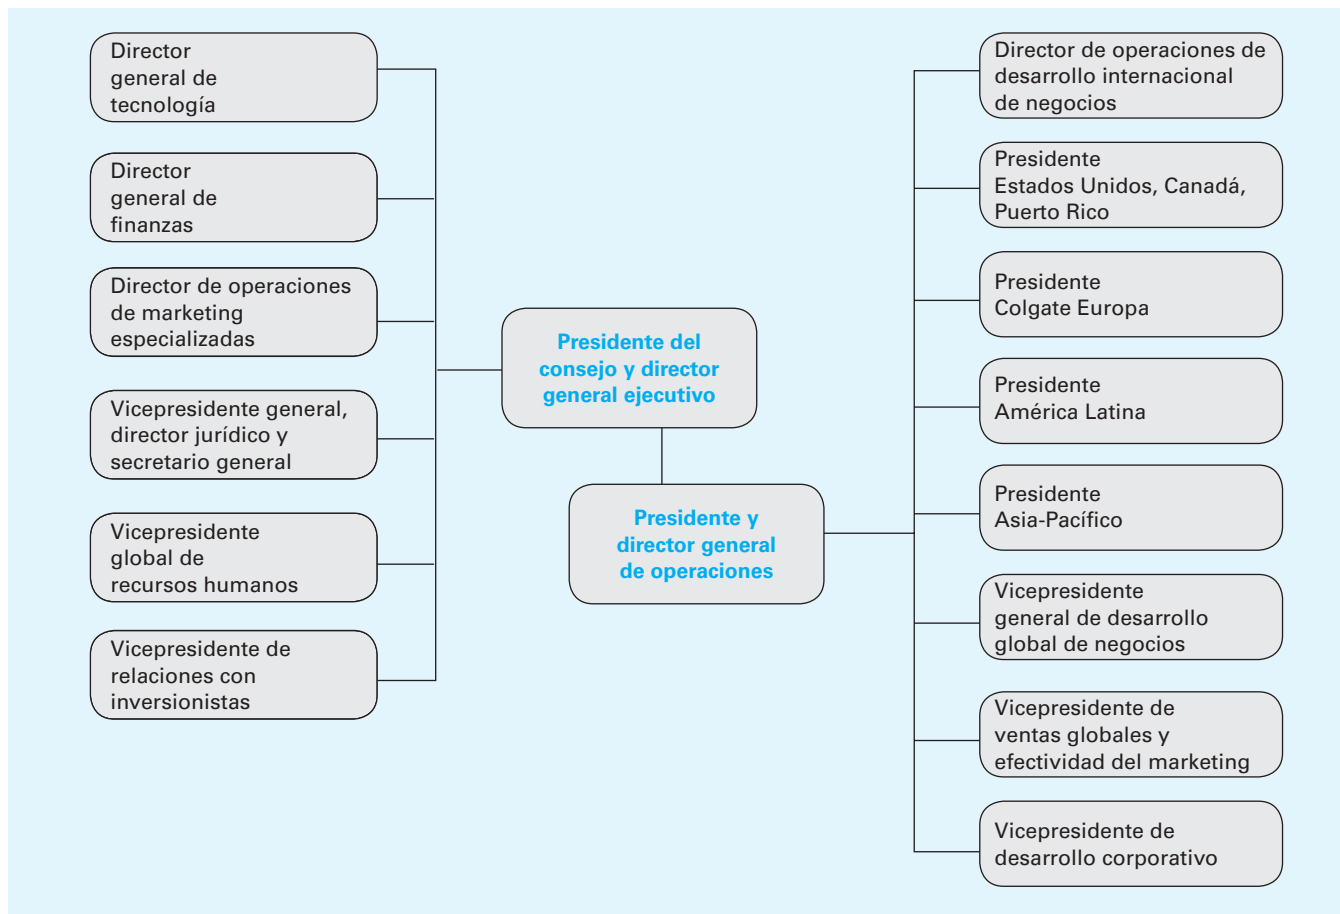 Director
general de
tecnología
Director
general de
finanzas
Director de operaciones
de marketing
especializadas
Vicepresidente general,
director jurídico y
secretario general
Vicepresidente
global de
recursos humanos
Vicepresidente de
relaciones con
inversionistas
Presidente del
consejo y director
general ejecutivo
Presidente y
director general
de operaciones
Director de operaciones de
desarrollo internacional
de negocios
Presidente
Estados Unidos, Canadá,
Puerto Rico
Presidente
Colgate Europa
Presidente
América Latina
Presidente
Asia-Pacífico
Vicepresidente
general de desarrollo
global de negocios
Vicepresidente de
ventas globales y
efectividad del marketing
Vicepresidente de
desarrollo corporativo